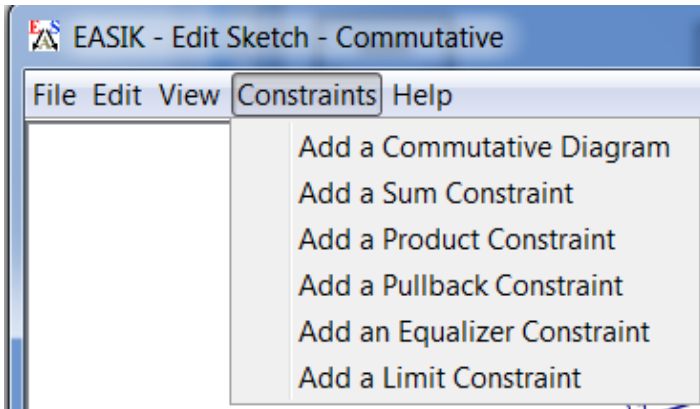 EASIK - Edit Sketch - Commutative
File Edit View Constraints Help
Add a Commutative Diagram
Add a Sum Constraint
Add a Product Constraint
Add a Pullback Constraint
Add an Equalizer Constraint
Add a Limit Constraint